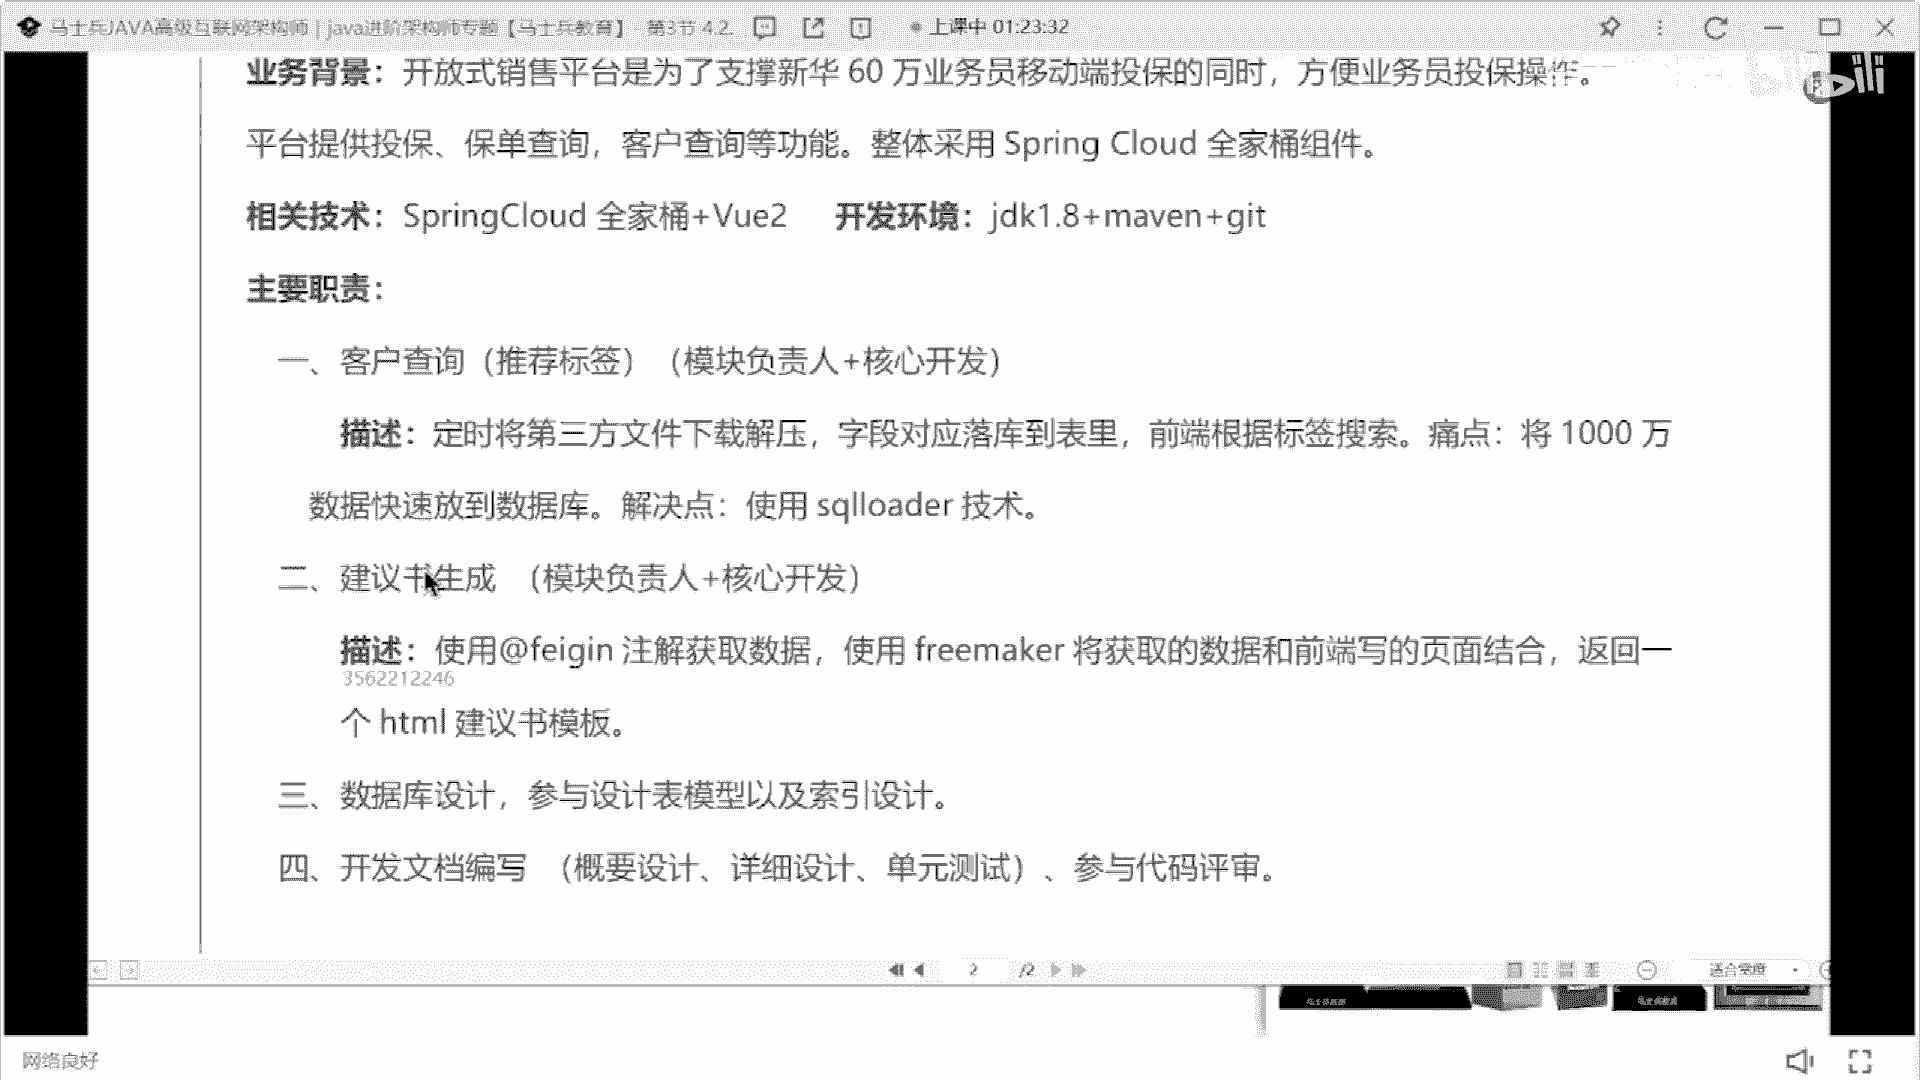 马士兵JAVA高级互联网架构师 | java进阶架构师专题【马士兵教育】 - 第3节 4.2.
上课中 01:23:32
bilibili
业务背景：开放式销售平台是为了支撑新华 60 万业务员移动端投保的同时，方便业务员投保操作。
平台提供投保、保单查询，客户查询等功能。整体采用 Spring Cloud 全家桶组件。
相关技术：SpringCloud 全家桶+Vue2 开发环境：jdk1.8+maven+git
主要职责：
一、客户查询（推荐标签）（模块负责人+核心开发）
描述：定时将第三方文件下载解压，字段对应落库到表里，前端根据标签搜索。痛点：将 1000 万
数据快速放到数据库。解决点：使用 sqlloader 技术。
二、建议书生成 （模块负责人+核心开发）
描述：使用@feigin 注解获取数据，使用 freemaker 将获取的数据和前端写的页面结合，返回一
3562212246
个 html 建议书模板。
三、数据库设计，参与设计表模型以及索引设计。
四、开发文档编写 （概要设计、详细设计、单元测试）、参与代码评审。
2 /2
适合宽度
网络良好